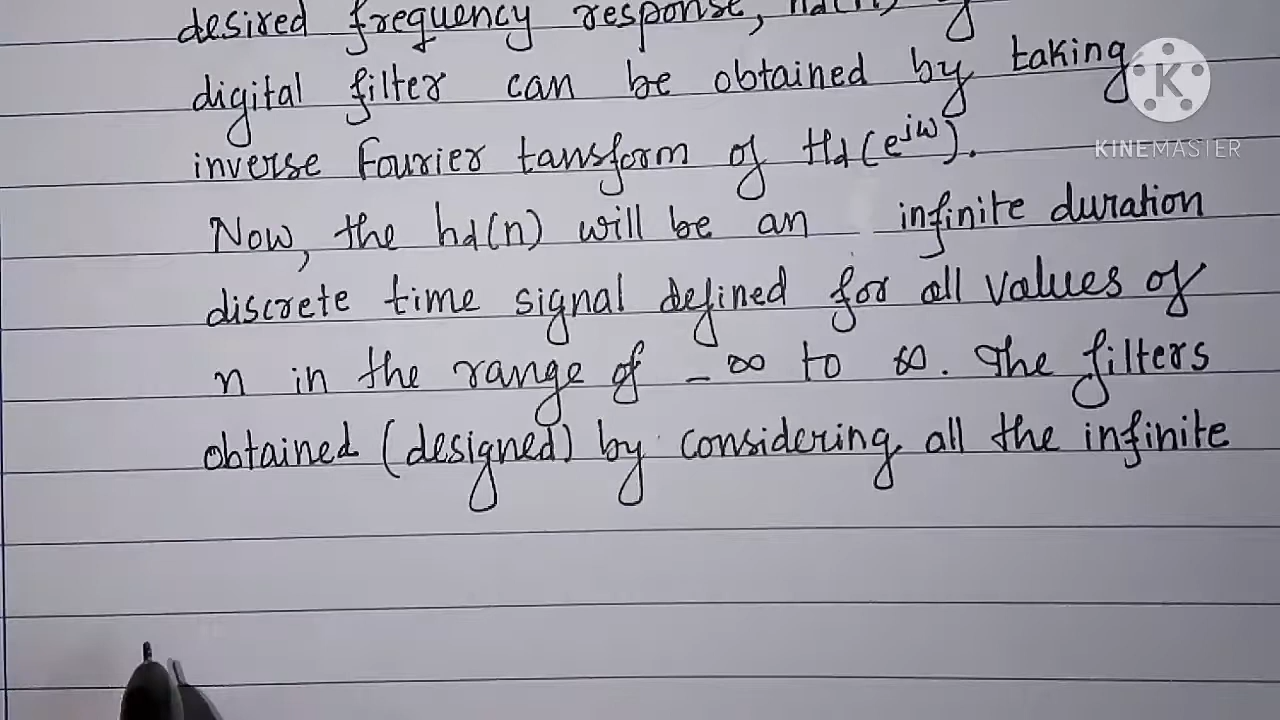 desired frequency response, hd(n) of
digital filter can be obtained by taking
inverse Fourier tansform of Hd(e^jw).
Now, the hd(n) will be an infinite duration
discrete time signal defined for all values of
n in the range of -∞ to ∞. The filters
obtained (designed) by considering all the infinite
K
KINEMASTER